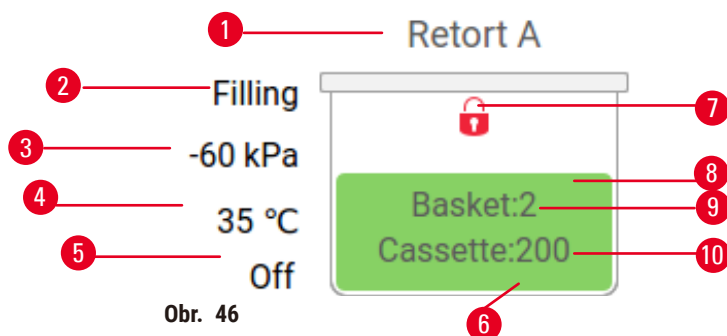 1 Retort A
2 Filling
7
3 -60 kPa
8
4 35 °C
Basket:2 9
5 Off
Cassette:200 10
Obr. 46
6